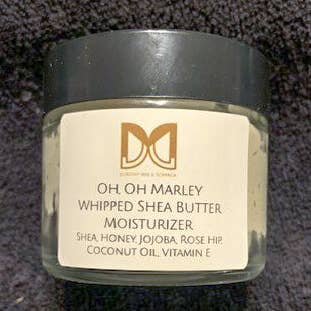 OH, OH MARLEY
WHIPPED SHEA BUTTER
MOISTURIZER
SHEA, HONEY, JOJOBA, ROSE HIP,
COCONUT OIL, VITAMIN E